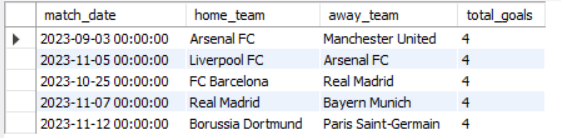 match_date home_team away_team total_goals
2023-09-03 00:00:00 Arsenal FC Manchester United 4
2023-11-05 00:00:00 Liverpool FC Arsenal FC 4
2023-10-25 00:00:00 FC Barcelona Real Madrid 4
2023-11-07 00:00:00 Real Madrid Bayern Munich 4
2023-11-12 00:00:00 Borussia Dortmund Paris Saint-Germain 4